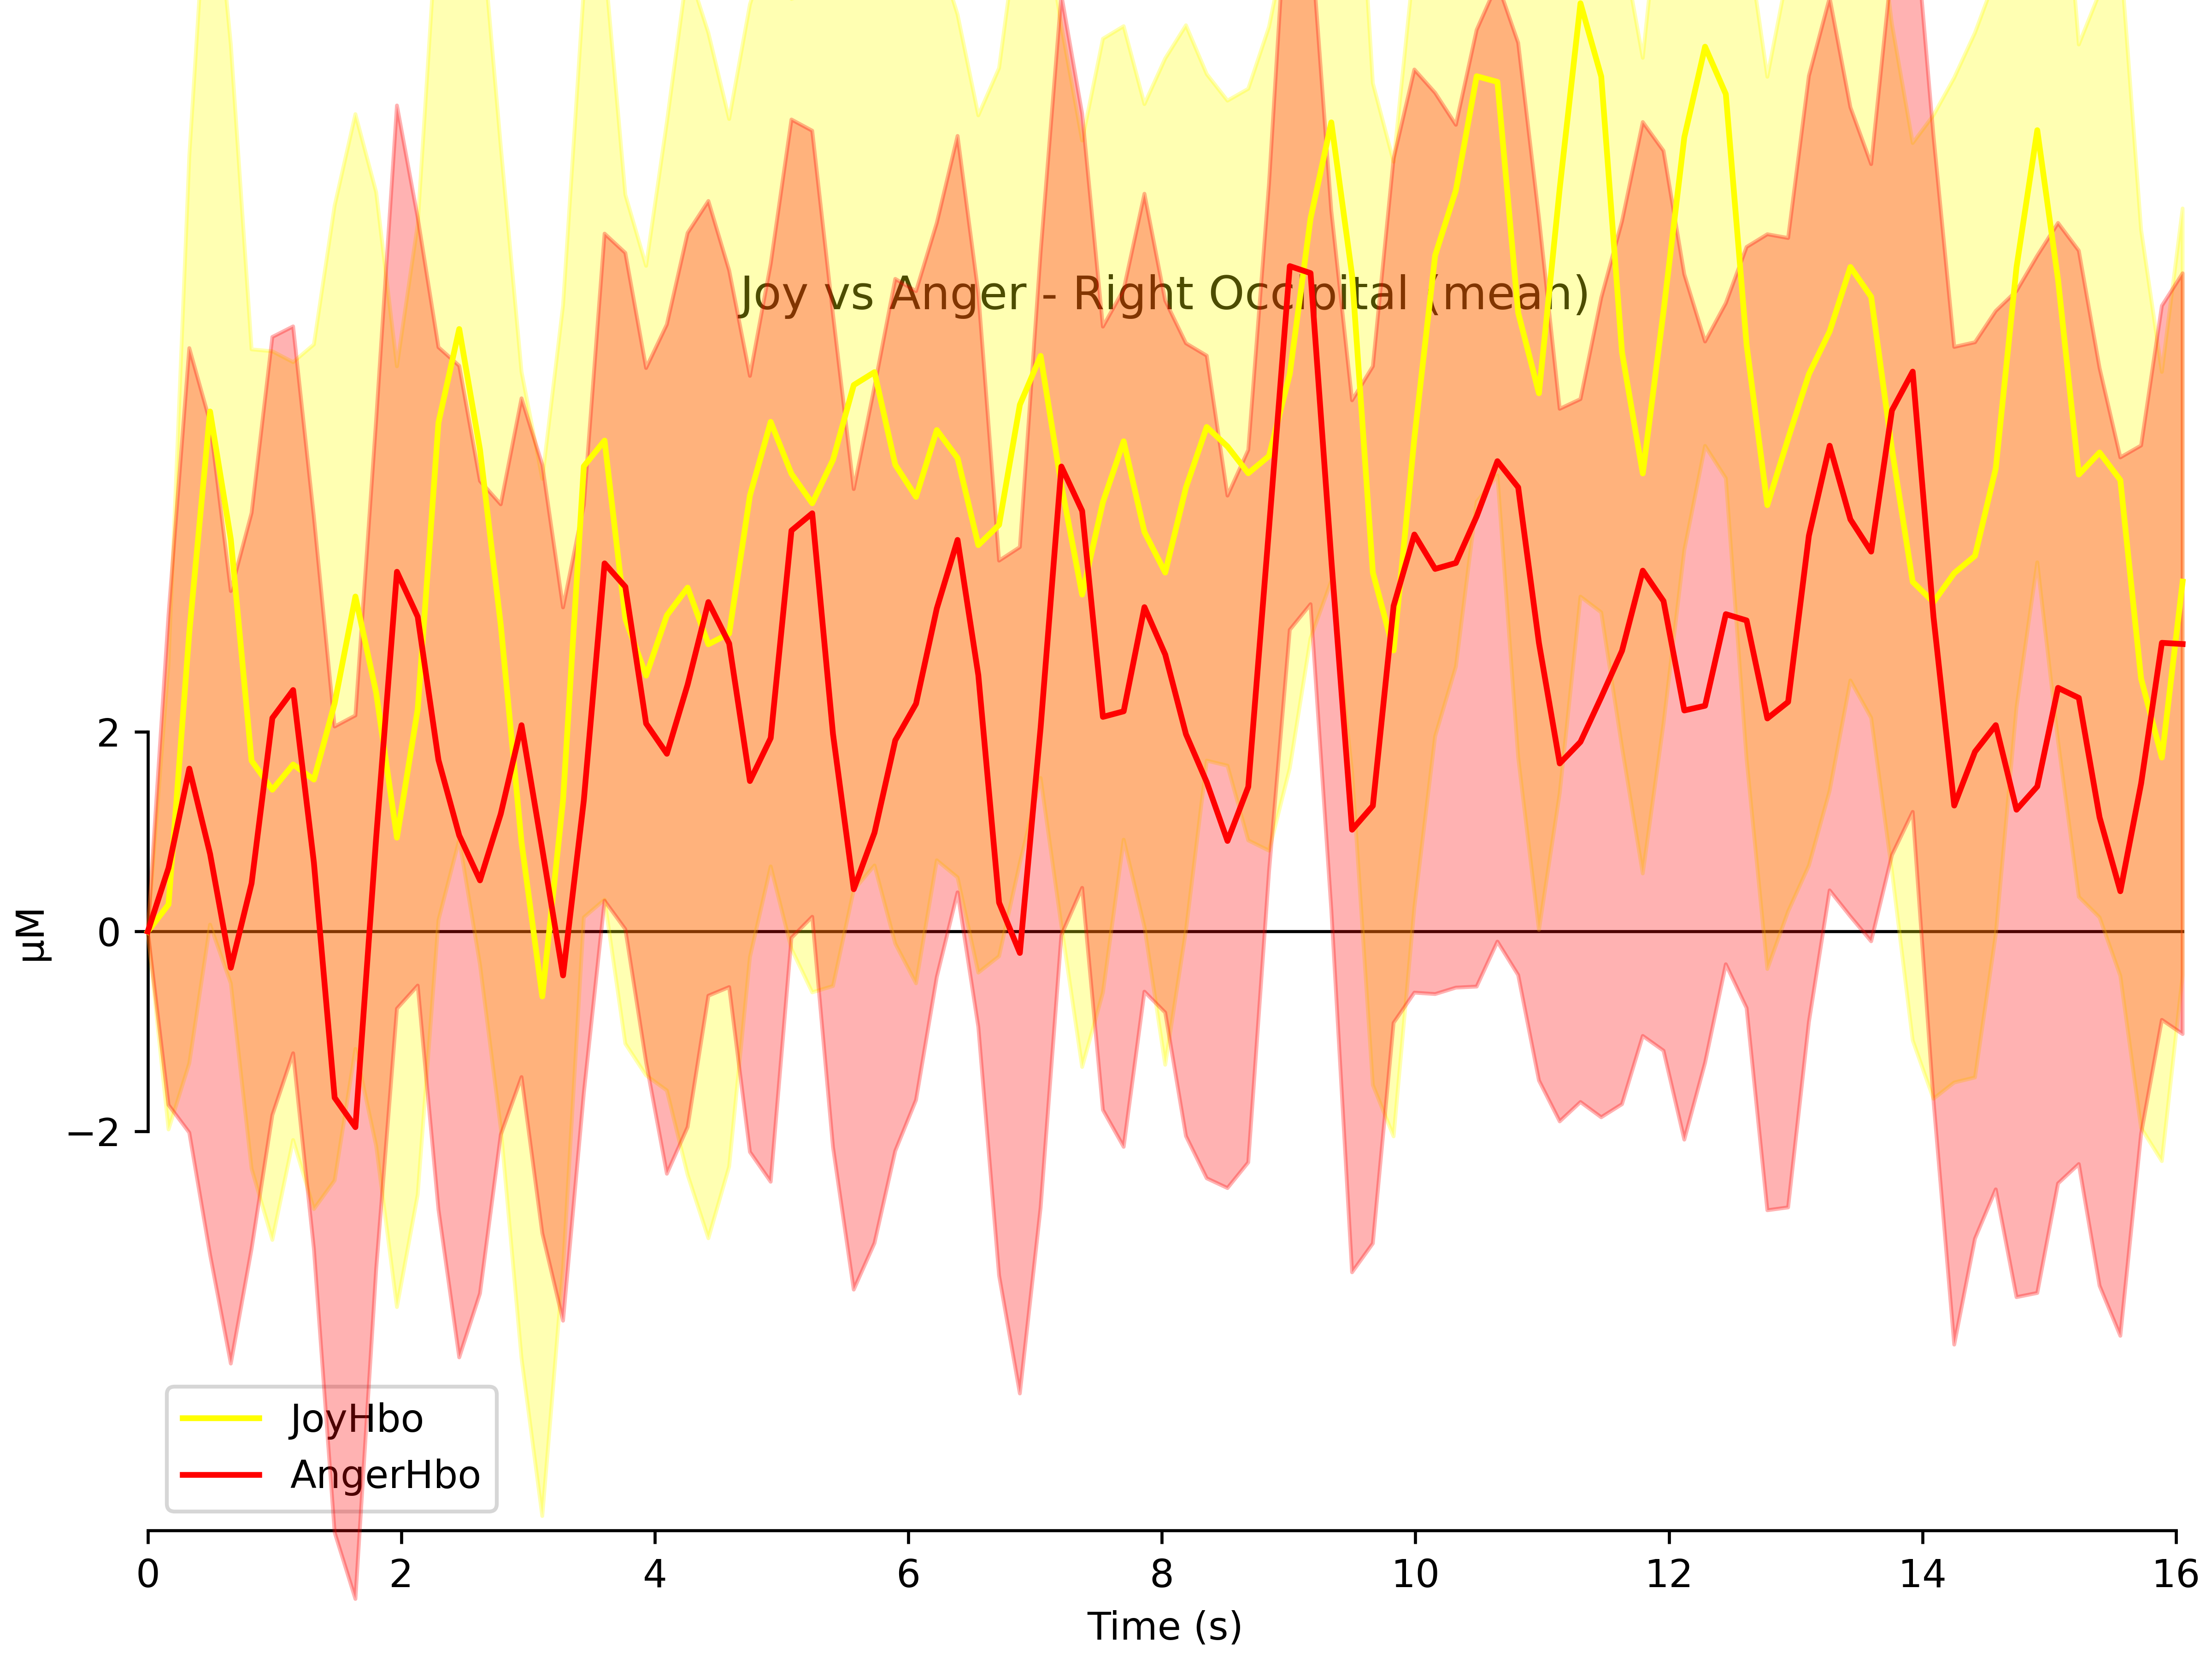 Joy vs Anger - Right Occipital (mean)
2
0
−2
µM
JoyHbo
AngerHbo
0 2 4 6 8 10 12 14 16
Time (s)